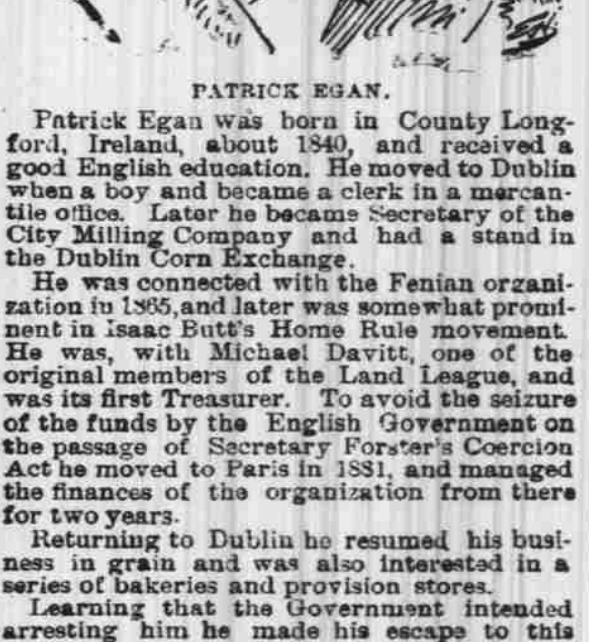 PATRICK EGAN.
Patrick Egan was born in County Long-
ford, Ireland, about 1840, and received a
good English education. He moved to Dublin
when a boy and became a clerk in a mercan-
tile office. Later he became Secretary of the
City Milling Company and had a stand in
the Dublin Corn Exchange.
He was connected with the Fenian organi-
zation in 1865, and later was somewhat promi-
nent in Isaac Butt's Home Rule movement.
He was, with Michael Davitt, one of the
original members of the Land League, and
was its first Treasurer. To avoid the seizure
of the funds by the English Government on
the passage of Secretary Forster's Coercion
Act he moved to Paris in 1881, and managed
the finances of the organization from there
for two years.
Returning to Dublin he resumed his busi-
ness in grain and was also interested in a
series of bakeries and provision stores.
Learning that the Government intended
arresting him he made his escape to this